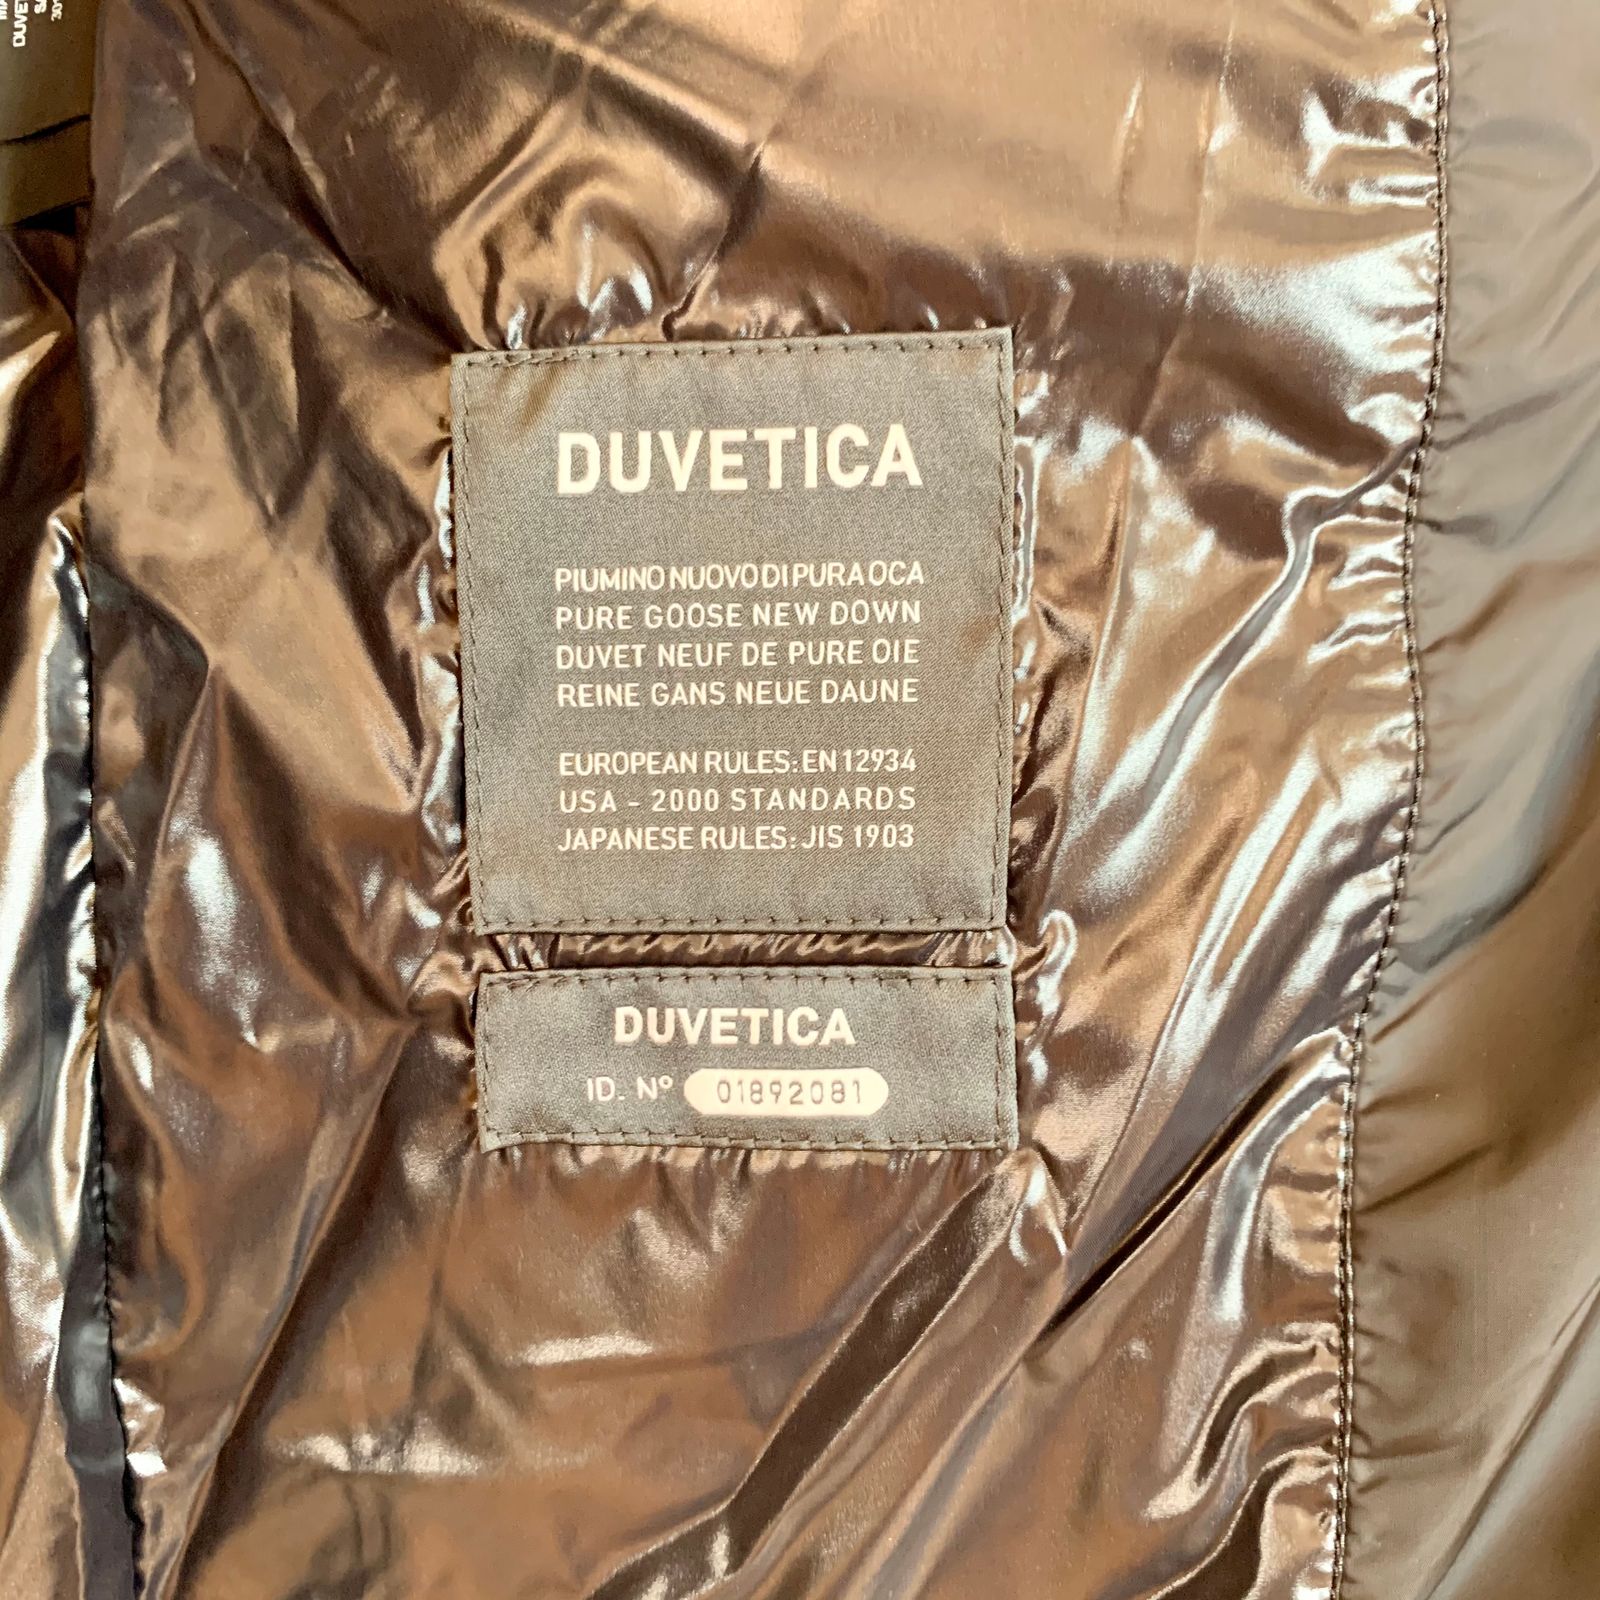 DUVETICA
PIUMINO NUOVO DI PURA OCA
PURE GOOSE NEW DOWN
DUVET NEUF DE PURE OIE
REINE GANS NEUE DAUNE
EUROPEAN RULES: EN 12934
USA - 2000 STANDARDS
JAPANESE RULES: JIS 1903
DUVETICA
ID. Nº 01892081